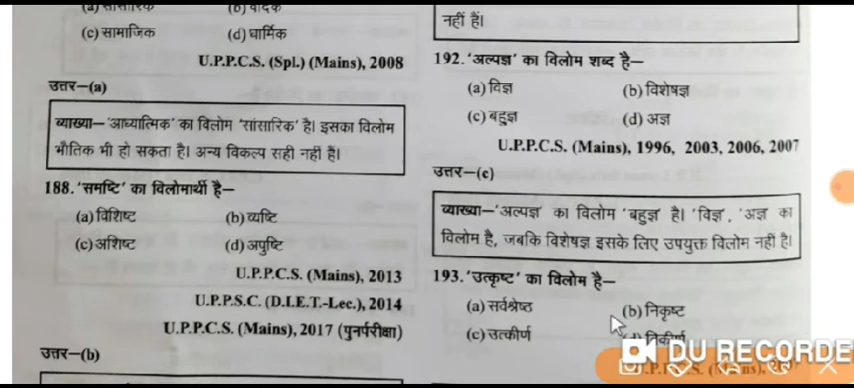 (a) सांसारिक (b) वैदिक
(c) सामाजिक (d) धार्मिक
U.P.P.C.S. (Spl.) (Mains), 2008
उत्तर–(a)
व्याख्या– 'आध्यात्मिक' का विलोम 'सांसारिक' है। इसका विलोम
भौतिक भी हो सकता है। अन्य विकल्प सही नहीं हैं।
188. 'समष्टि' का विलोमार्थी है–
(a) विशिष्ट (b) व्यष्टि
(c) अशिष्ट (d) अपुष्टि
U.P.P.C.S. (Mains), 2013
U.P.P.S.C. (D.I.E.T.-Lec.), 2014
U.P.P.C.S. (Mains), 2017 (पुनर्परीक्षा)
उत्तर–(b)
नहीं हैं।
192. 'अल्पज्ञ' का विलोम शब्द है–
(a) विज्ञ (b) विशेषज्ञ
(c) बहुज्ञ (d) अज्ञ
U.P.P.C.S. (Mains), 1996, 2003, 2006, 2007
उत्तर–(c)
व्याख्या–'अल्पज्ञ' का विलोम 'बहुज्ञ' है। 'विज्ञ', 'अज्ञ' का
विलोम है, जबकि विशेषज्ञ इसके लिए उपयुक्त विलोम नहीं है।
193. 'उत्कृष्ट' का विलोम है–
(a) सर्वश्रेष्ठ (b) निकृष्ट
(c) उत्कीर्ण (d) निकीर्ण
DU RECORDE